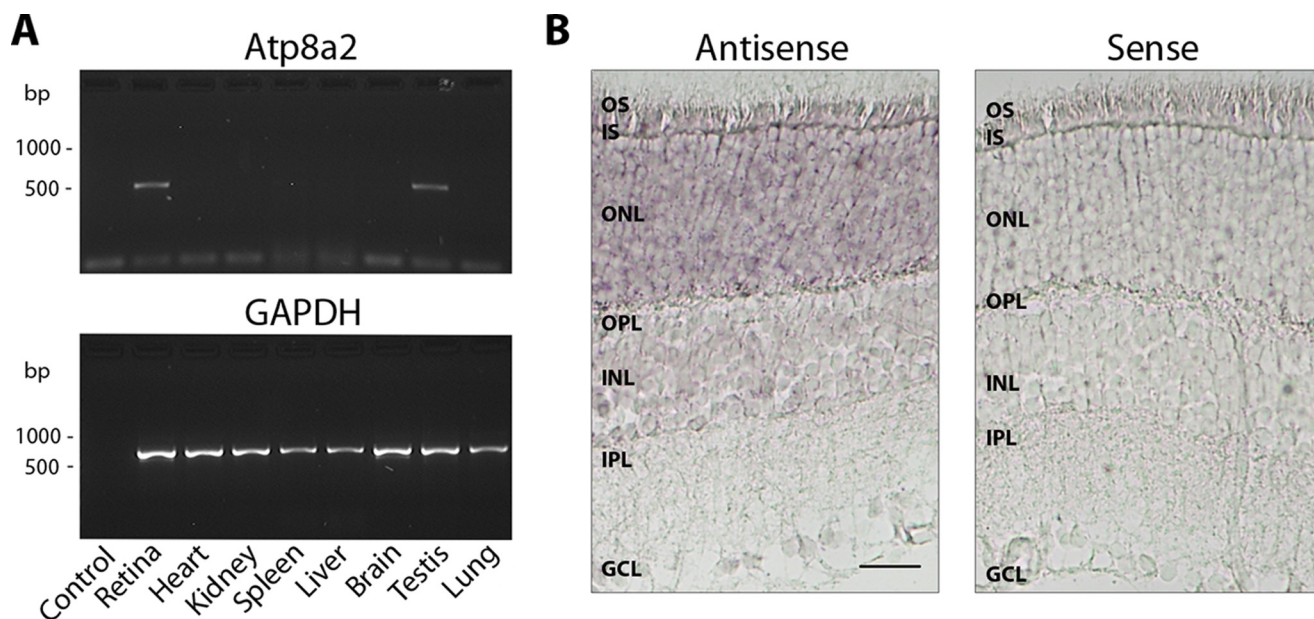 A
Atp8a2
bp
1000 -
500 -
GAPDH
bp
1000 -
500 -
Control
Retina
Heart
Kidney
Spleen
Liver
Brain
Testis
Lung
B
Antisense
OS
IS
ONL
OPL
INL
IPL
GCL
Sense
OS
IS
ONL
OPL
INL
IPL
GCL